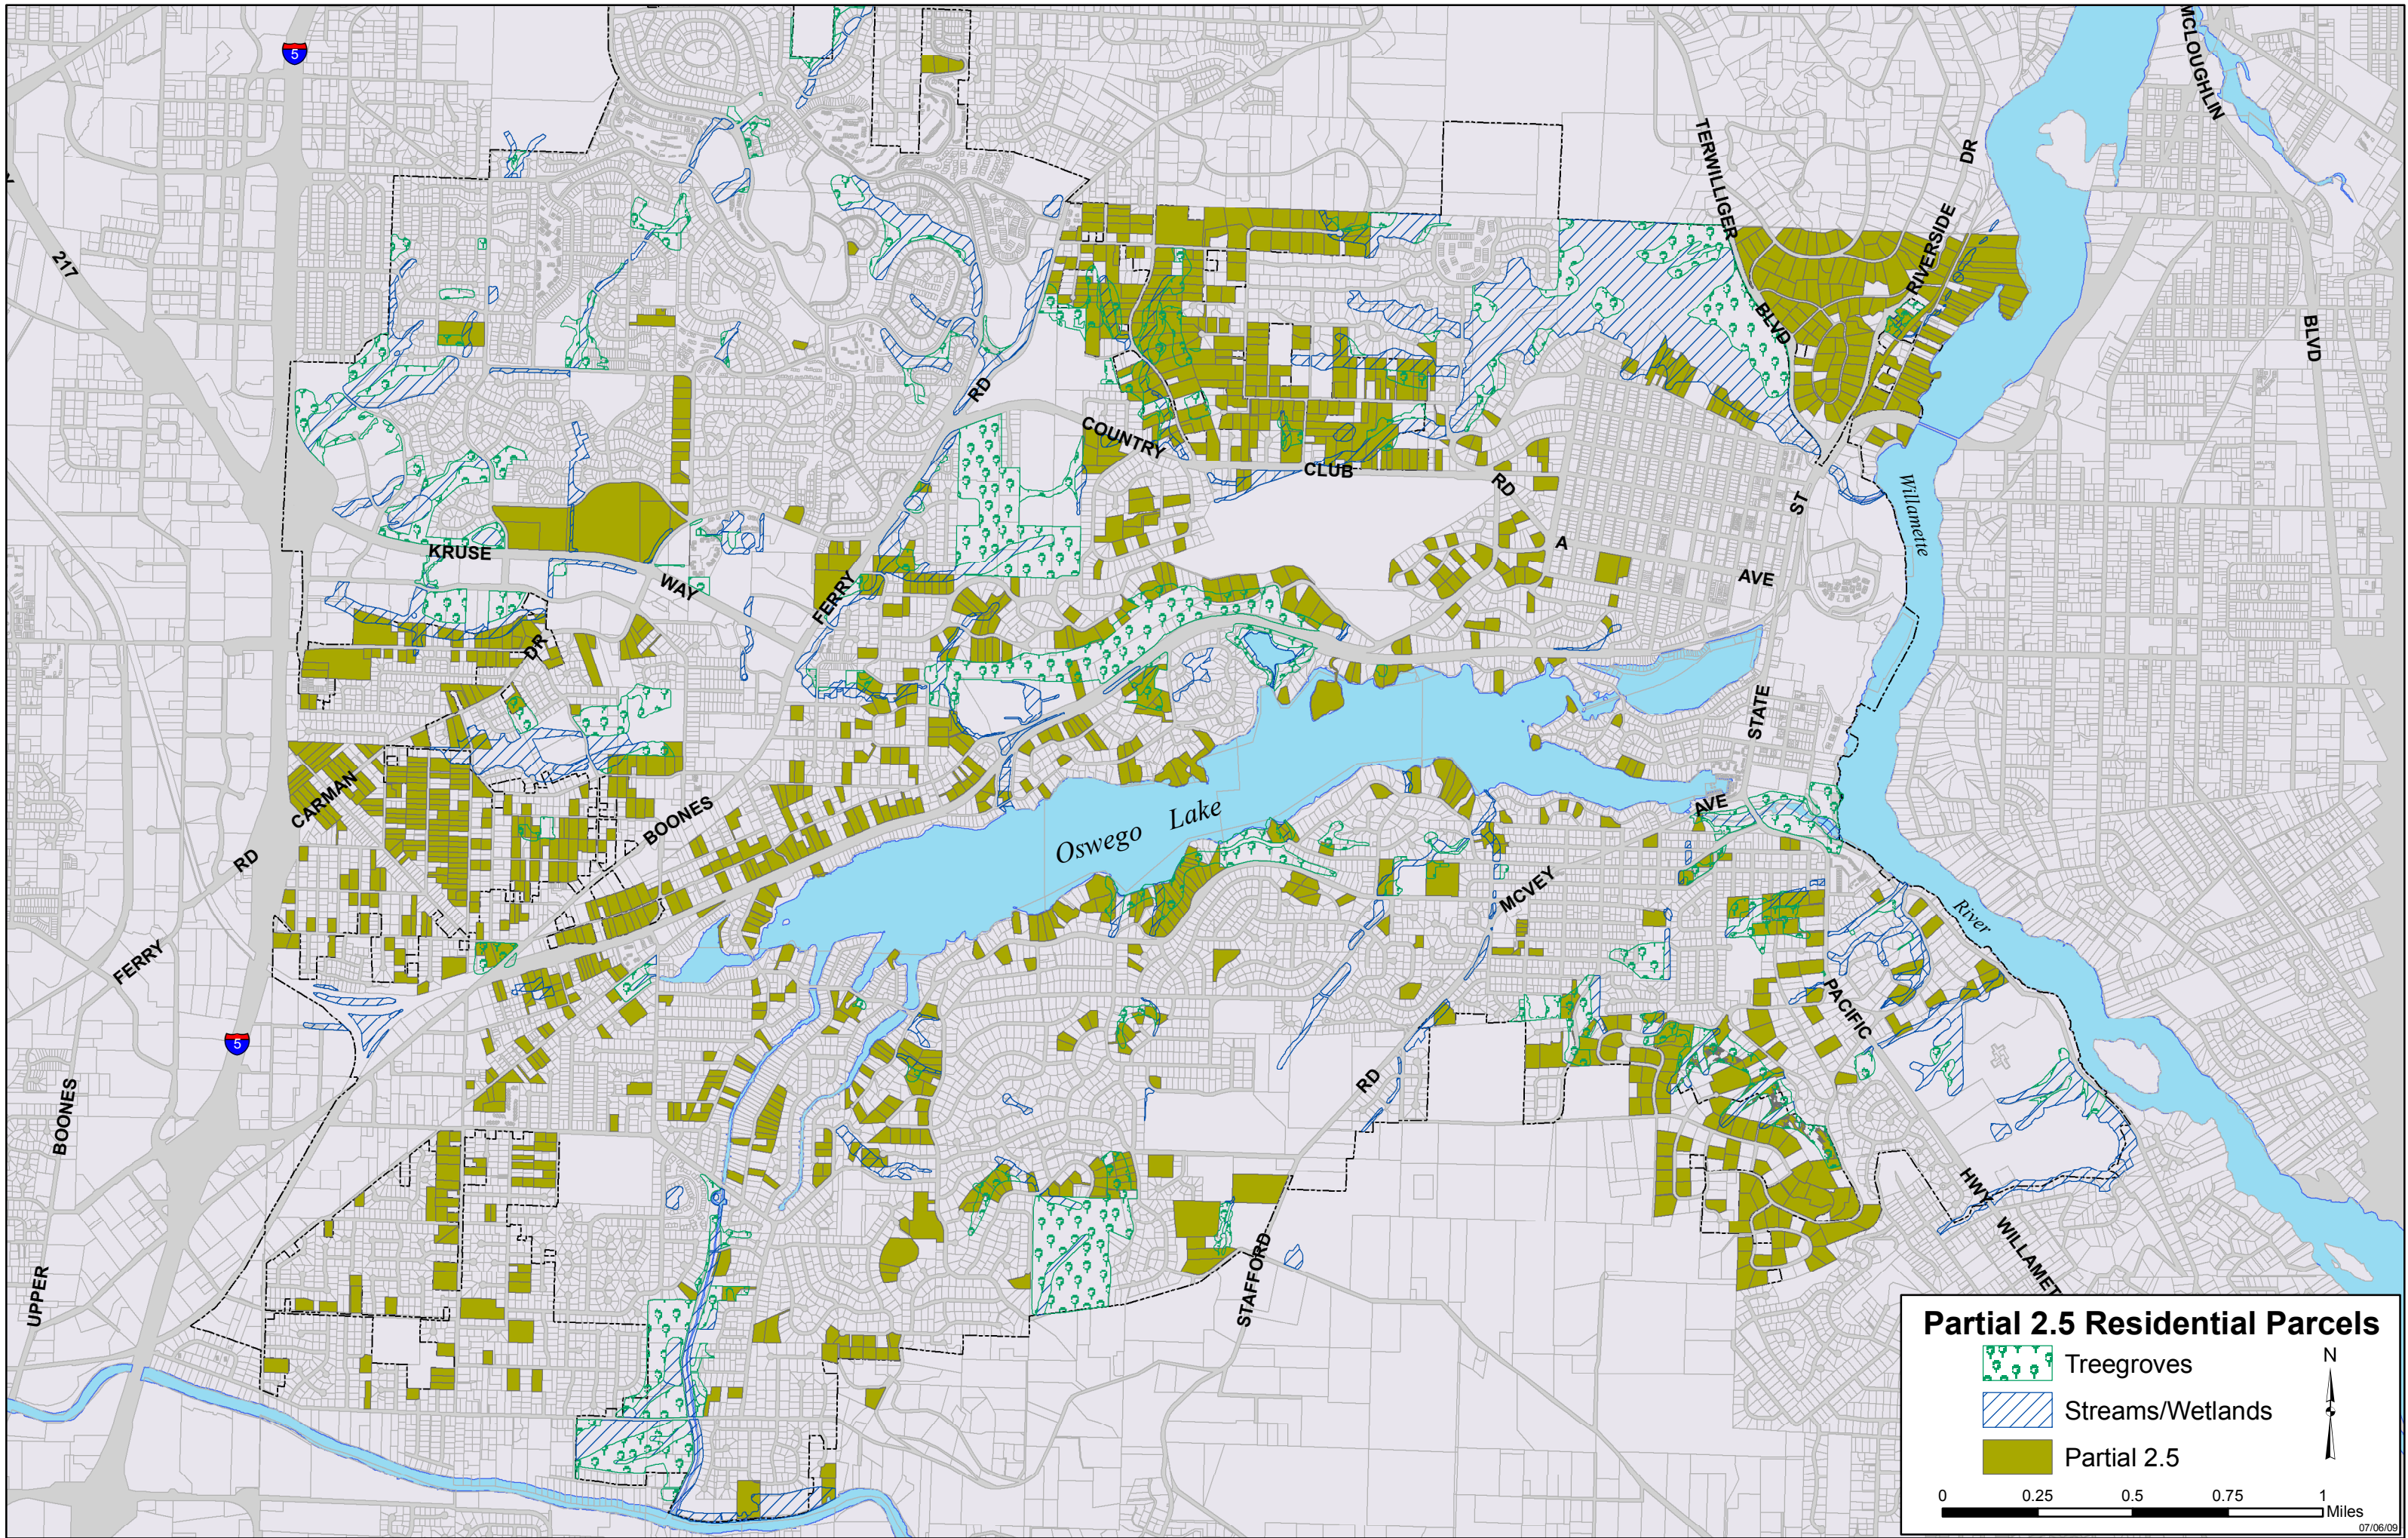 5
MCLOUGHLIN
TERWILLIGER
DR
217
RIVERSIDE
BLVD
BLVD
RD
COUNTRY
CLUB
RD
ST
Willamette
KRUSE
A
WAY
AVE
FERRY
DR
STATE
CARMAN
BOONES
Oswego Lake
AVE
RD
MCVEY
FERRY
River
PACIFIC
5
RD
BOONES
HWY
WILLAMET
STAFFORD
UPPER
Partial 2.5 Residential Parcels
Treegroves
N
Streams/Wetlands
Partial 2.5
0 0.25 0.5 0.75 1
Miles
07/06/09